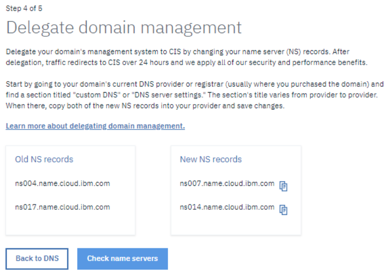 Step 4 of 5
Delegate domain management
Delegate your domain's management system to CIS by changing your name server (NS) records. After
delegation, traffic redirects to CIS over 24 hours and we apply all of our security and performance benefits.
Start by going to your domain's current DNS provider or registrar (usually where you purchased the domain) and
find a section titled "custom DNS" or "DNS server settings." The section's title varies from provider to provider.
When there, copy both of the new NS records into your provider and save changes.
Learn more about delegating domain management.
Old NS records
ns004.name.cloud.ibm.com
ns017.name.cloud.ibm.com
New NS records
ns007.name.cloud.ibm.com
ns014.name.cloud.ibm.com
Back to DNS
Check name servers